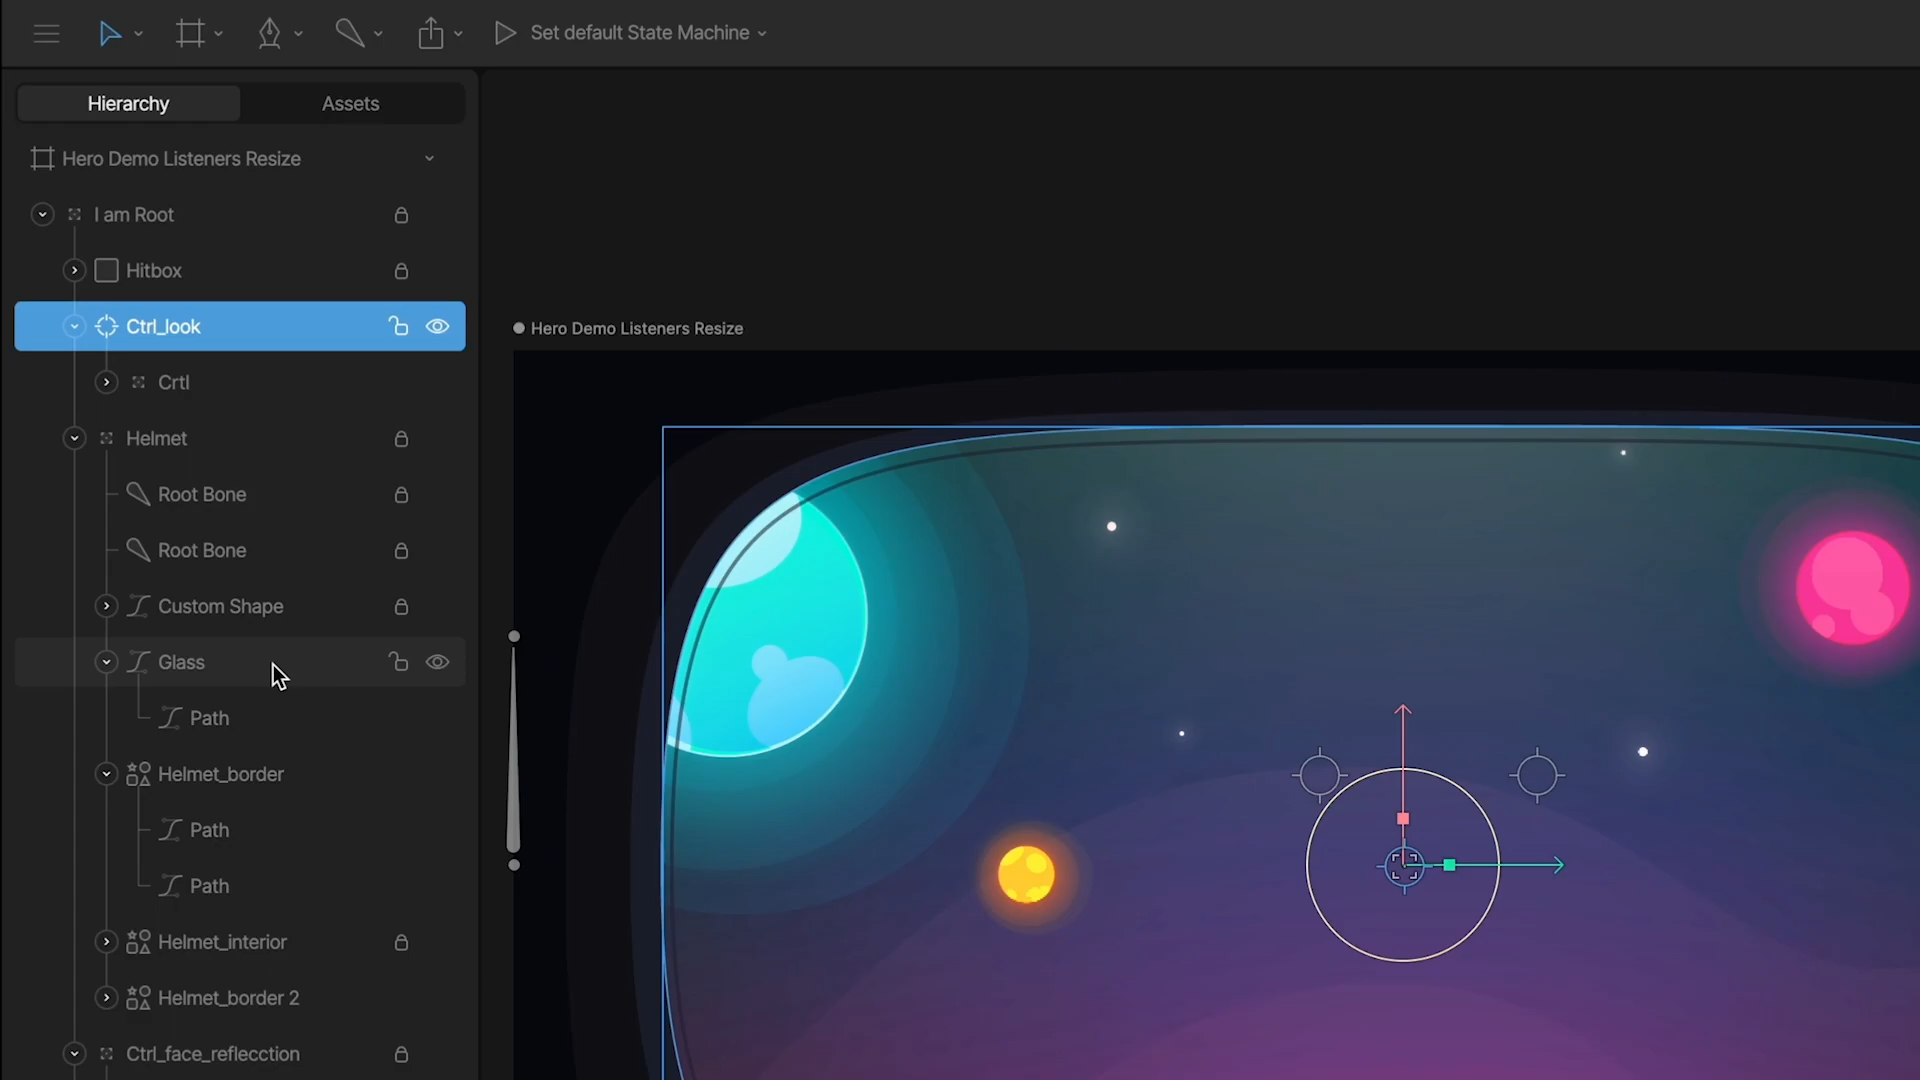 Set default State Machine
Hierarchy
Assets
Hero Demo Listeners Resize
I am Root
Hitbox
Ctrl_look
Crtl
Helmet
Root Bone
Root Bone
Custom Shape
Glass
Path
Helmet_border
Path
Path
Helmet_interior
Helmet_border 2
Ctrl_face_reflecction
Hero Demo Listeners Resize